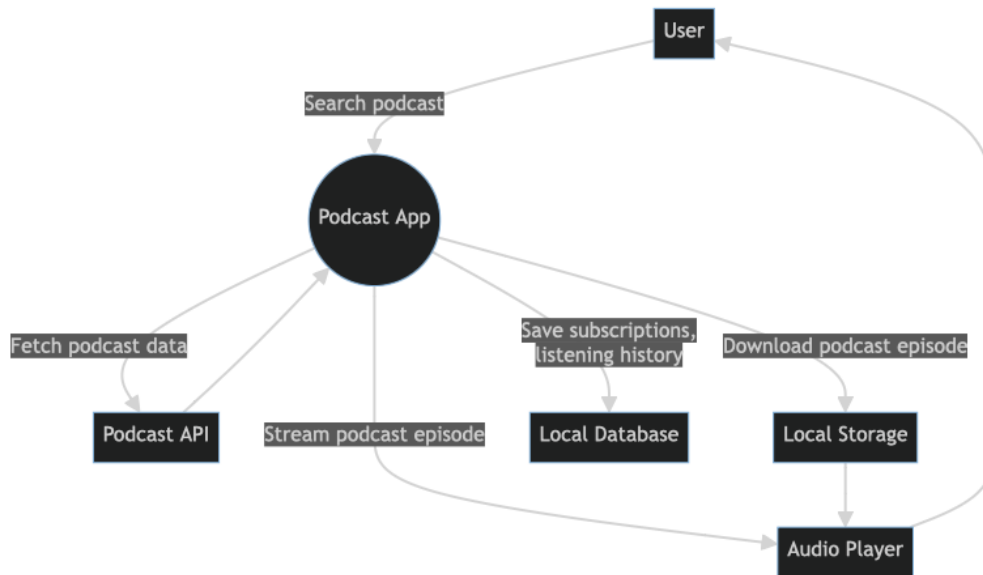 User
Search podcast
Podcast App
Fetch podcast data
Save subscriptions,
listening history
Download podcast episode
Podcast API
Stream podcast episode
Local Database
Local Storage
Audio Player